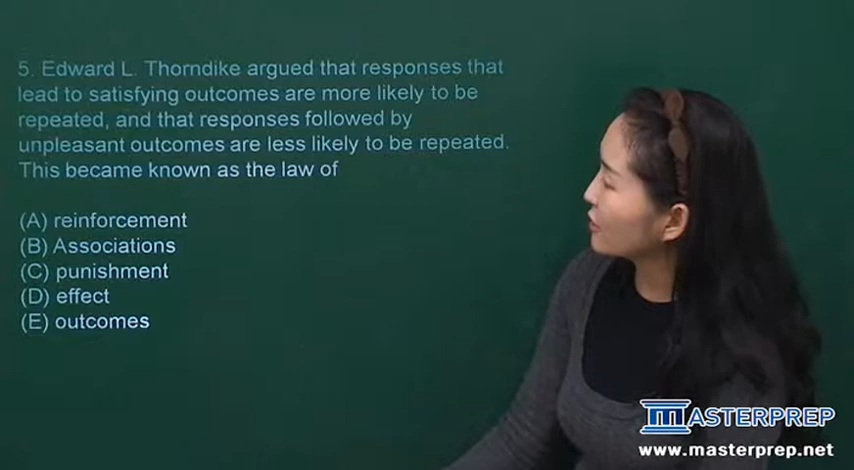 5. Edward L. Thorndike argued that responses that
lead to satisfying outcomes are more likely to be
repeated, and that responses followed by
unpleasant outcomes are less likely to be repeated.
This became known as the law of
(A) reinforcement
(B) Associations
(C) punishment
(D) effect
(E) outcomes
MASTERPREP
www.masterprep.net